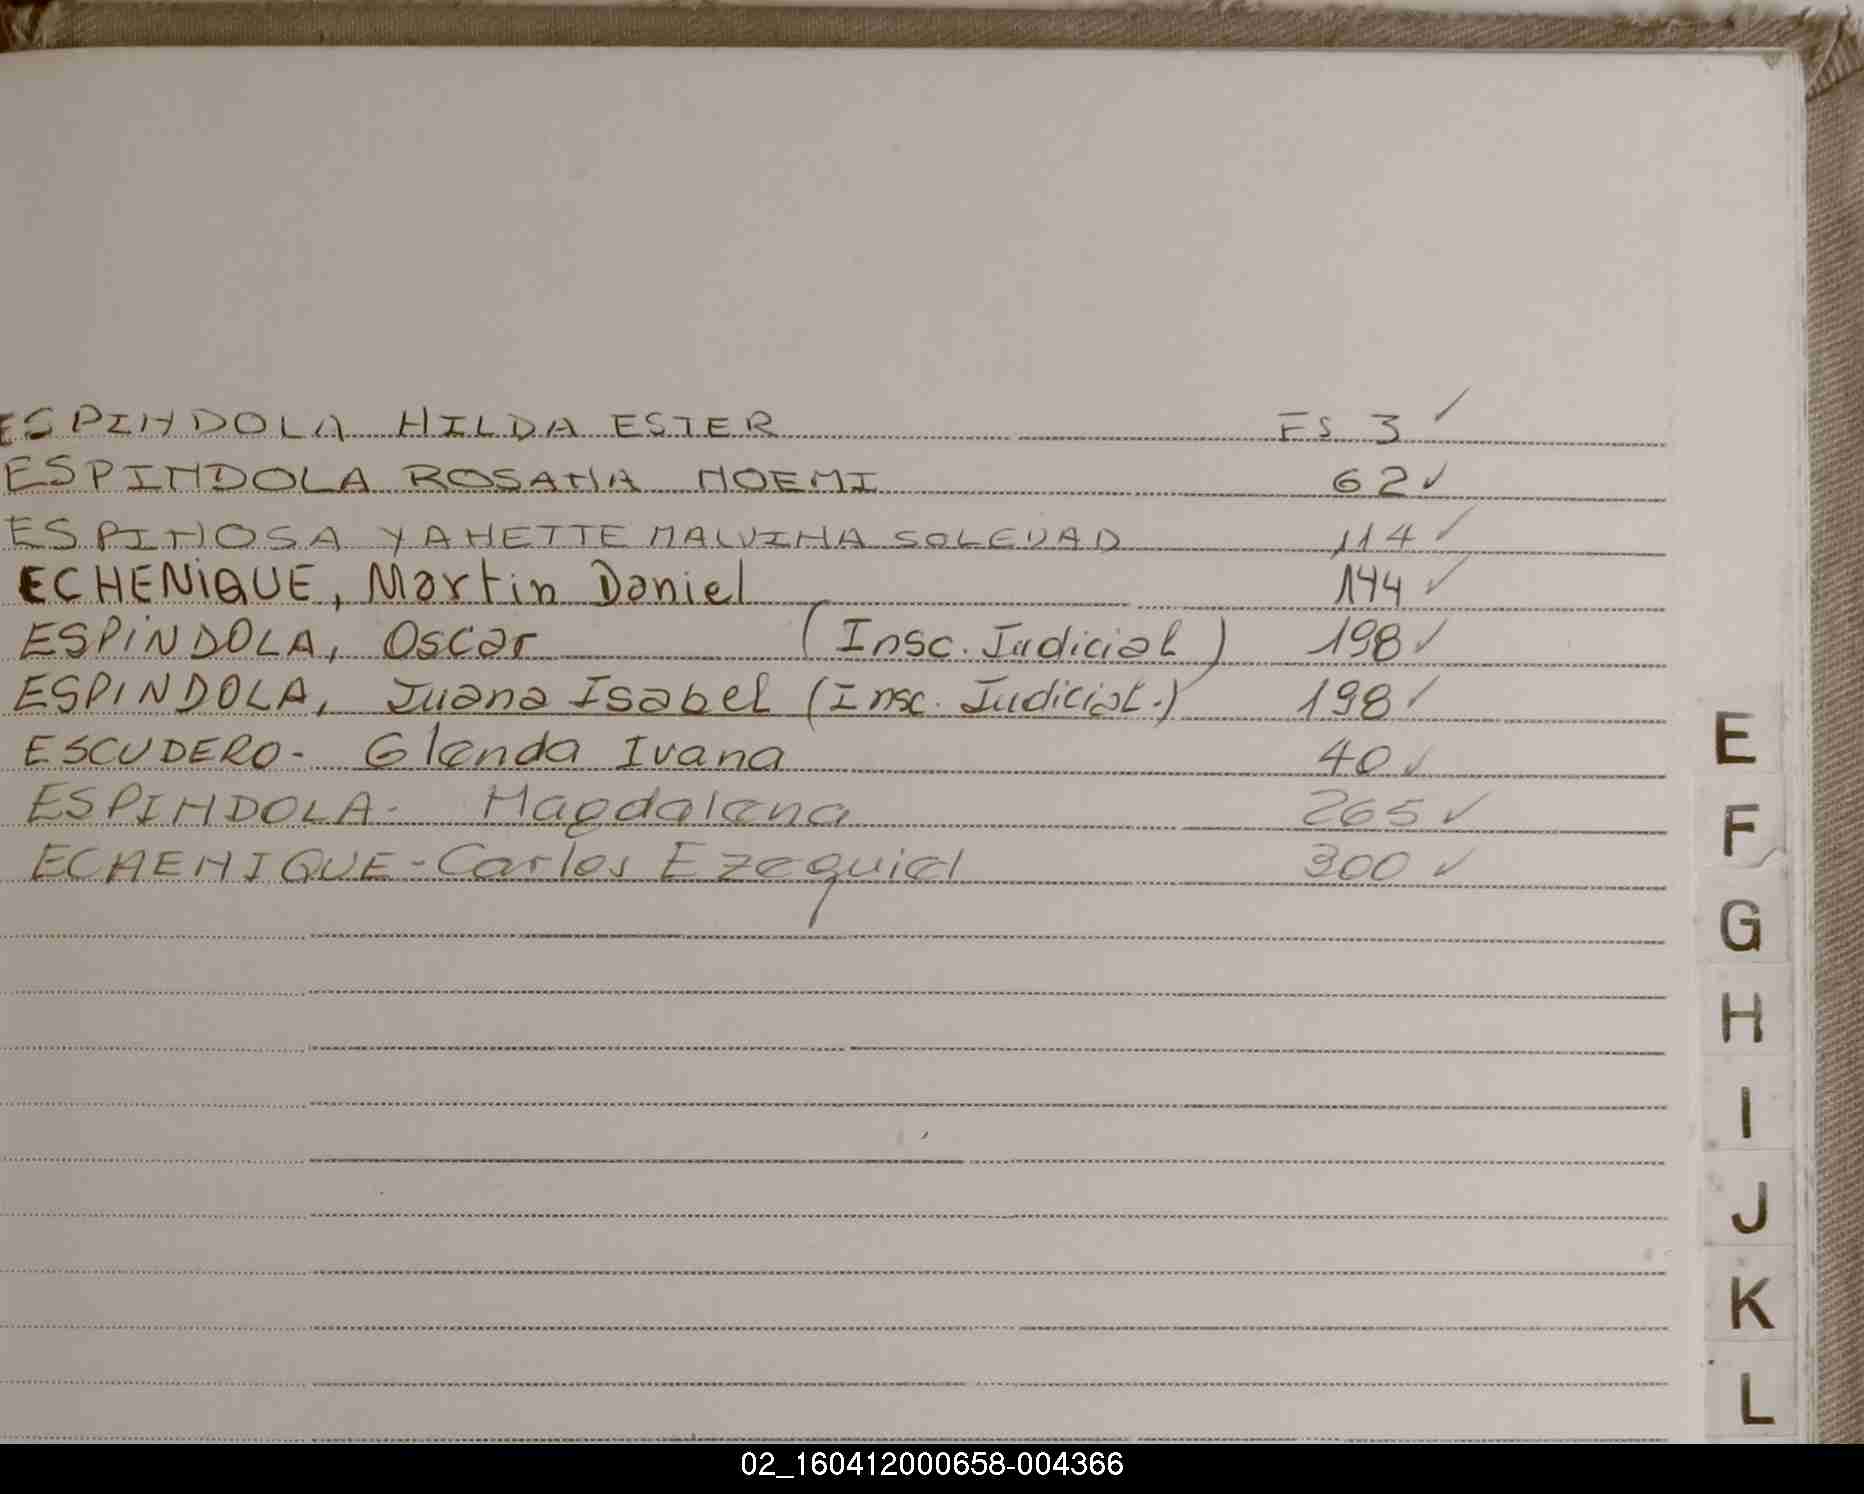 ESPINDOLA HILDA ESTER FS 3 ✓
ESPINDOLA ROSANA NOEMI 62 ✓
ESPINOSA YANETTE MALVINA SOLEDAD 114 ✓
ECHENIQUE, Martin Daniel 144 ✓
ESPINDOLA, Oscar (Insc. Judicial) 198 ✓
ESPINDOLA, Juana Isabel (Insc. Judicial.) 198 ✓
ESCUDERO- Glenda Ivana 40 ✓
ESPINDOLA- Magdalena 265 ✓
ECHENIQUE- Carlos Ezequiel 300 ✓
E
F
G
H
I
J
K
L
02_160412000658-004366